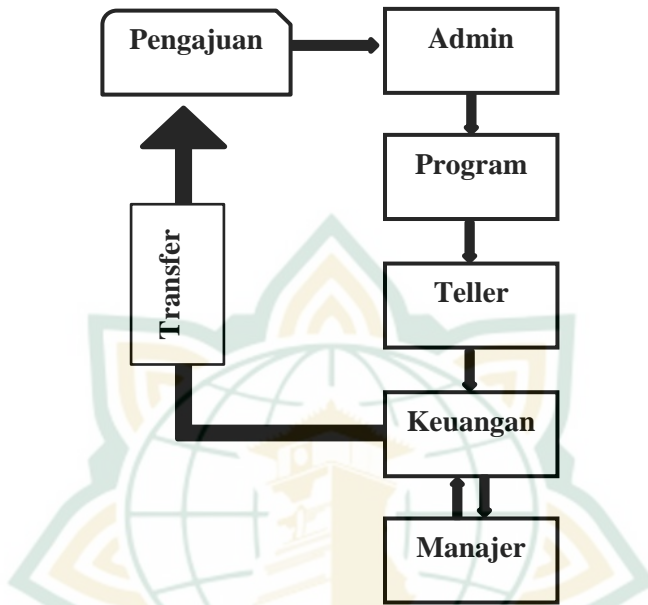 Pengajuan
Admin
Program
Transfer
Teller
Keuangan
Manajer